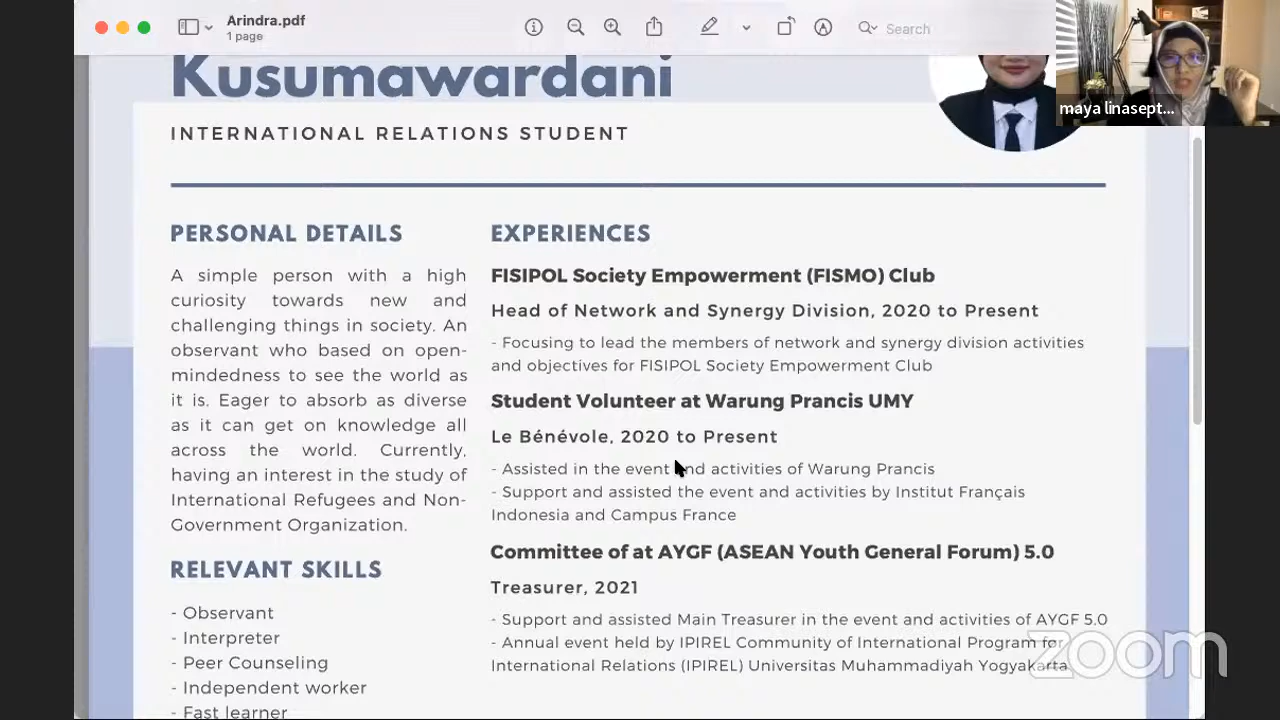 Arindra.pdf
1 page
Search
maya linasept...
Kusumawardani
INTERNATIONAL RELATIONS STUDENT
PERSONAL DETAILS
A simple person with a high
curiosity towards new and
challenging things in society. An
observant who based on open-
mindedness to see the world as
it is. Eager to absorb as diverse
as it can get on knowledge all
across the world. Currently,
having an interest in the study of
International Refugees and Non-
Government Organization.
RELEVANT SKILLS
- Observant
- Interpreter
- Peer Counseling
- Independent worker
- Fast learner
EXPERIENCES
FISIPOL Society Empowerment (FISMO) Club
Head of Network and Synergy Division, 2020 to Present
- Focusing to lead the members of network and synergy division activities
and objectives for FISIPOL Society Empowerment Club
Student Volunteer at Warung Prancis UMY
Le Bénévole, 2020 to Present
- Assisted in the event and activities of Warung Prancis
- Support and assisted the event and activities by Institut Français
Indonesia and Campus France
Committee of at AYGF (ASEAN Youth General Forum) 5.0
Treasurer, 2021
- Support and assisted Main Treasurer in the event and activities of AYGF 5.0
- Annual event held by IPIREL Community of International Program for
International Relations (IPIREL) Universitas Muhammadiyah Yogyakarta
zoom